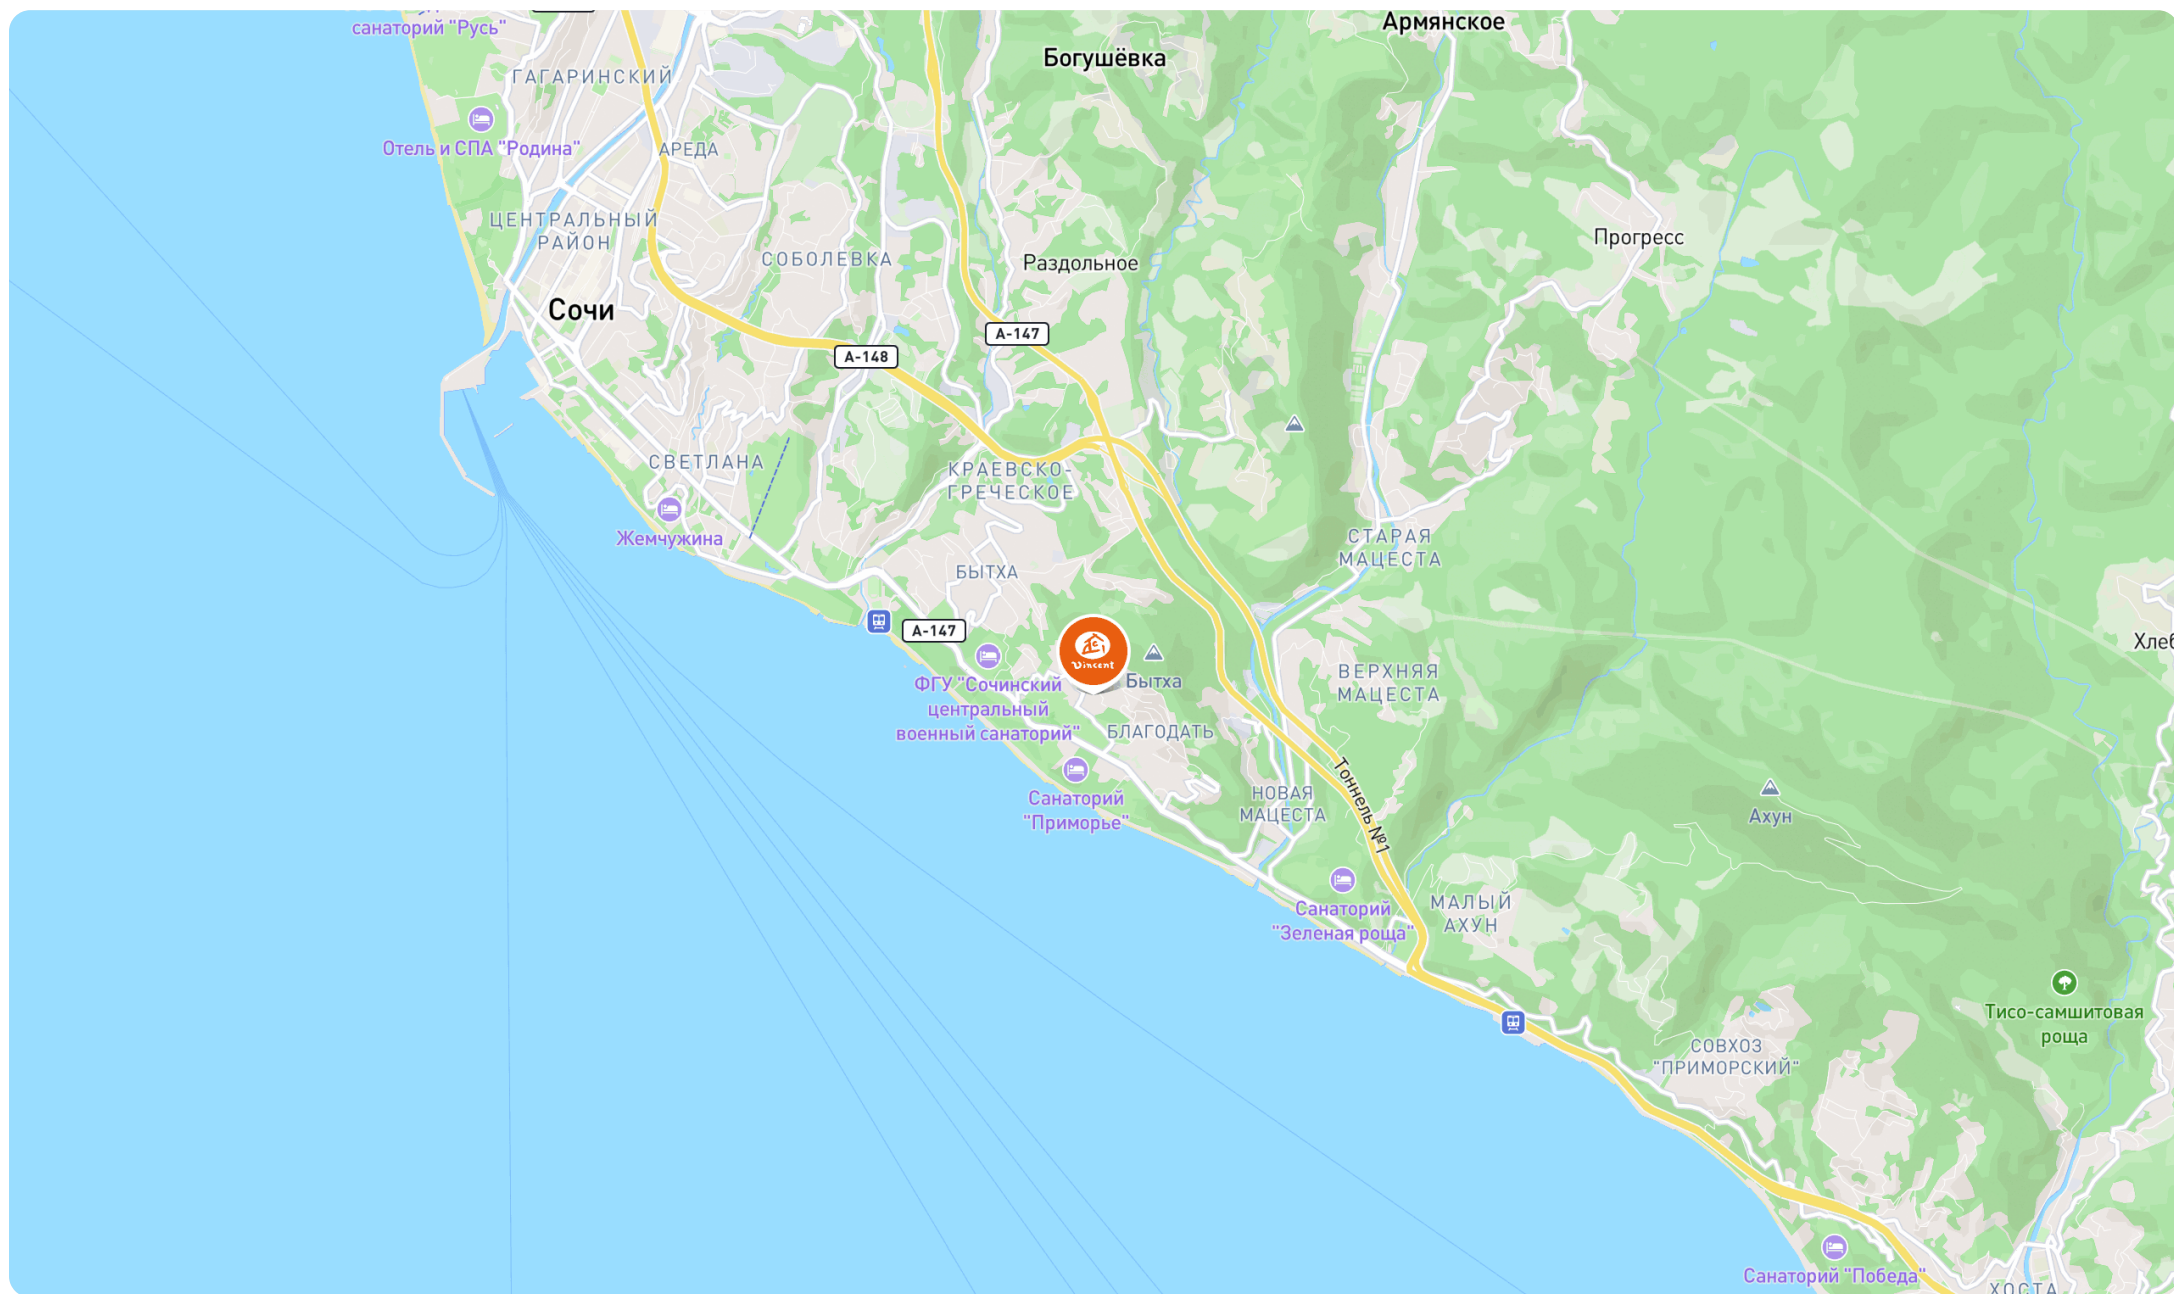 санаторий "Русь"
Армянское
Богушёвка
ГАГАРИНСКИЙ
Отель и СПА "Родина"
АРЕДА
ЦЕНТРАЛЬНЫЙ
РАЙОН
Прогресс
СОБОЛЕВКА
Раздольное
Сочи
А-147
А-148
СВЕТЛАНА
КРАЕВСКО-
ГРЕЧЕСКОЕ
Жемчужина
СТАРАЯ
МАЦЕСТА
БЫТХА
А-147
Vincent
Хлеб
ФГУ "Сочинский
центральный
военный санаторий"
Бытха
ВЕРХНЯЯ
МАЦЕСТА
БЛАГОДАТЬ
Санаторий
"Приморье"
НОВАЯ
МАЦЕСТА
Тоннель №1
Ахун
Санаторий
"Зеленая роща"
МАЛЫЙ
АХУН
Тисо-самшитовая
роща
СОВХОЗ
"ПРИМОРСКИЙ"
Санаторий "Победа"
ХОСТА